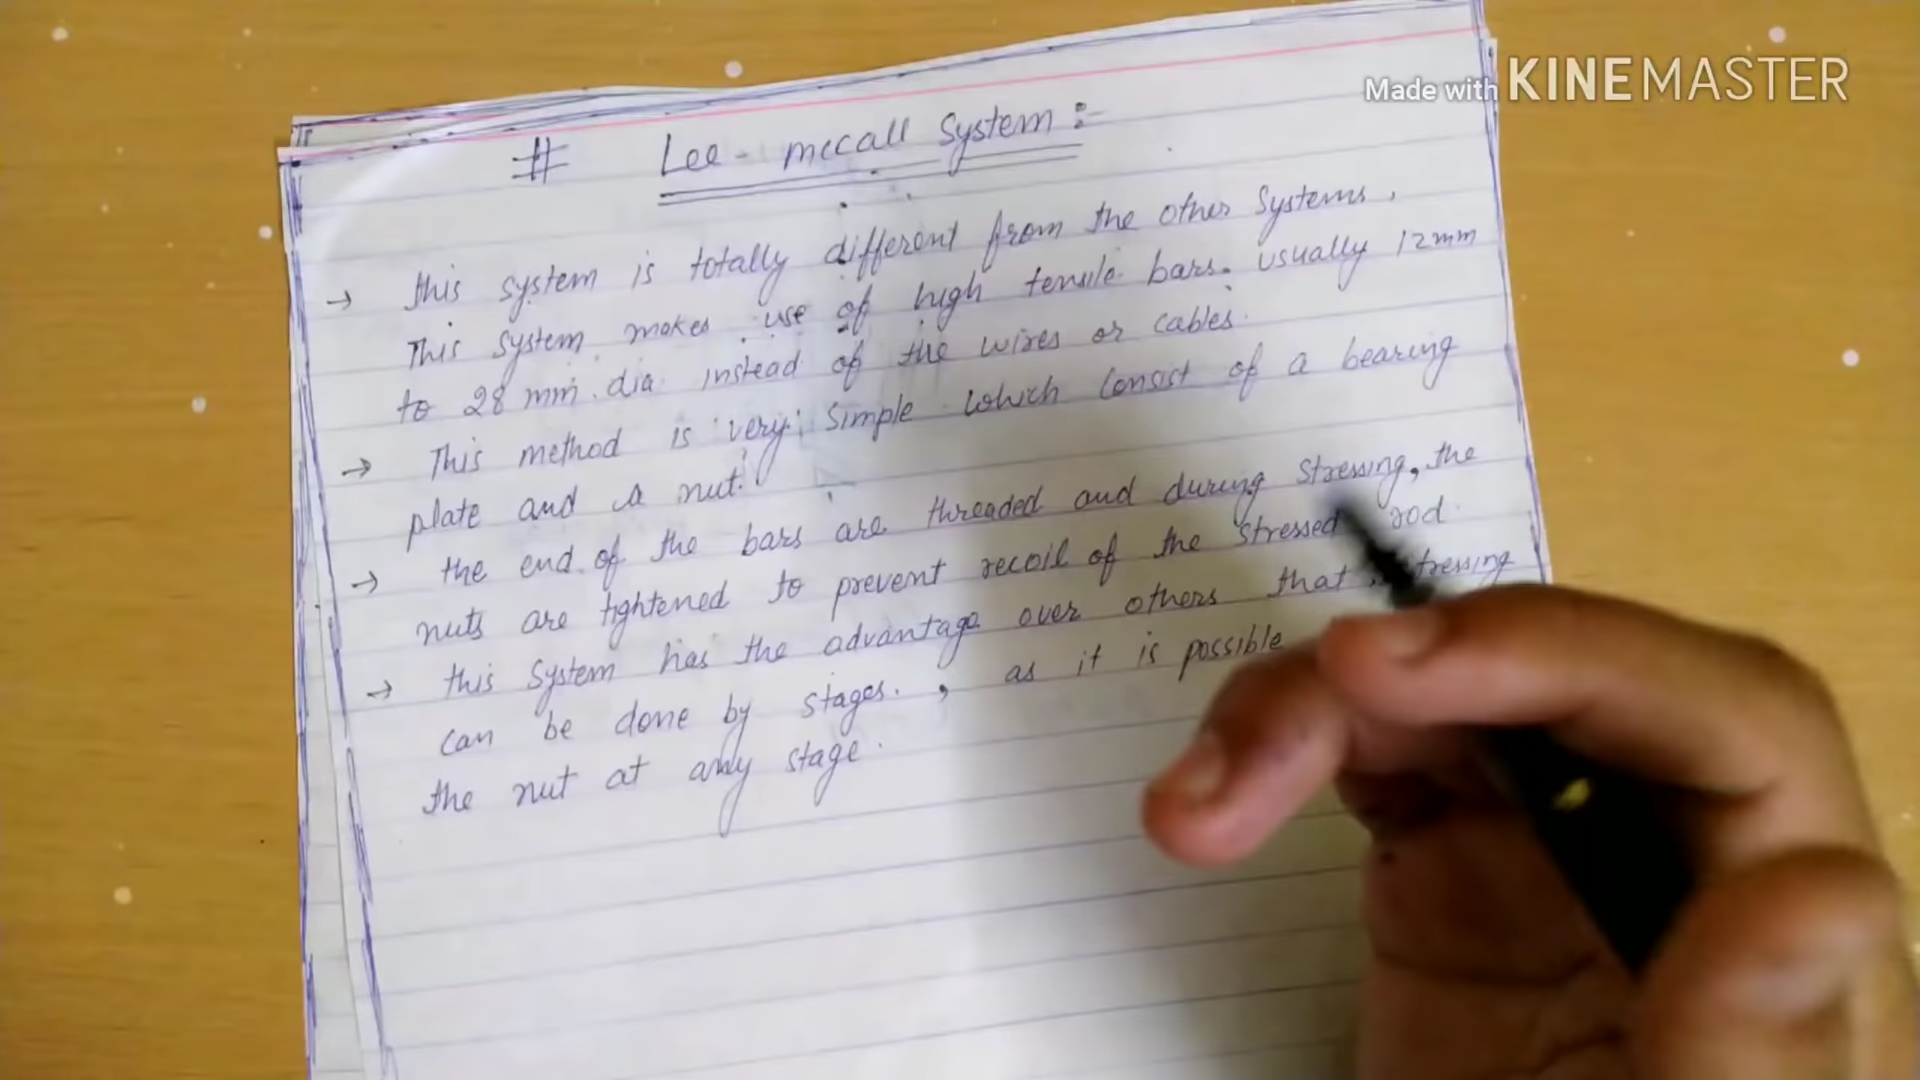 Made with KINEMASTER
# Lee - mccall System :-
→ this system is totally different from the other Systems .
This System makes use of high tensile bars. usually 12mm
to 28 mm. dia instead of the wires or cables.
→ This method is very simple which consist of a bearing
plate and a nut.
→ the end of the bars are threaded and during stressing, the
nuts are tightened to prevent recoil of the stressed rod.
→ this System has the advantage over others that stressing
can be done by stages. , as it is possible
the nut at any stage .